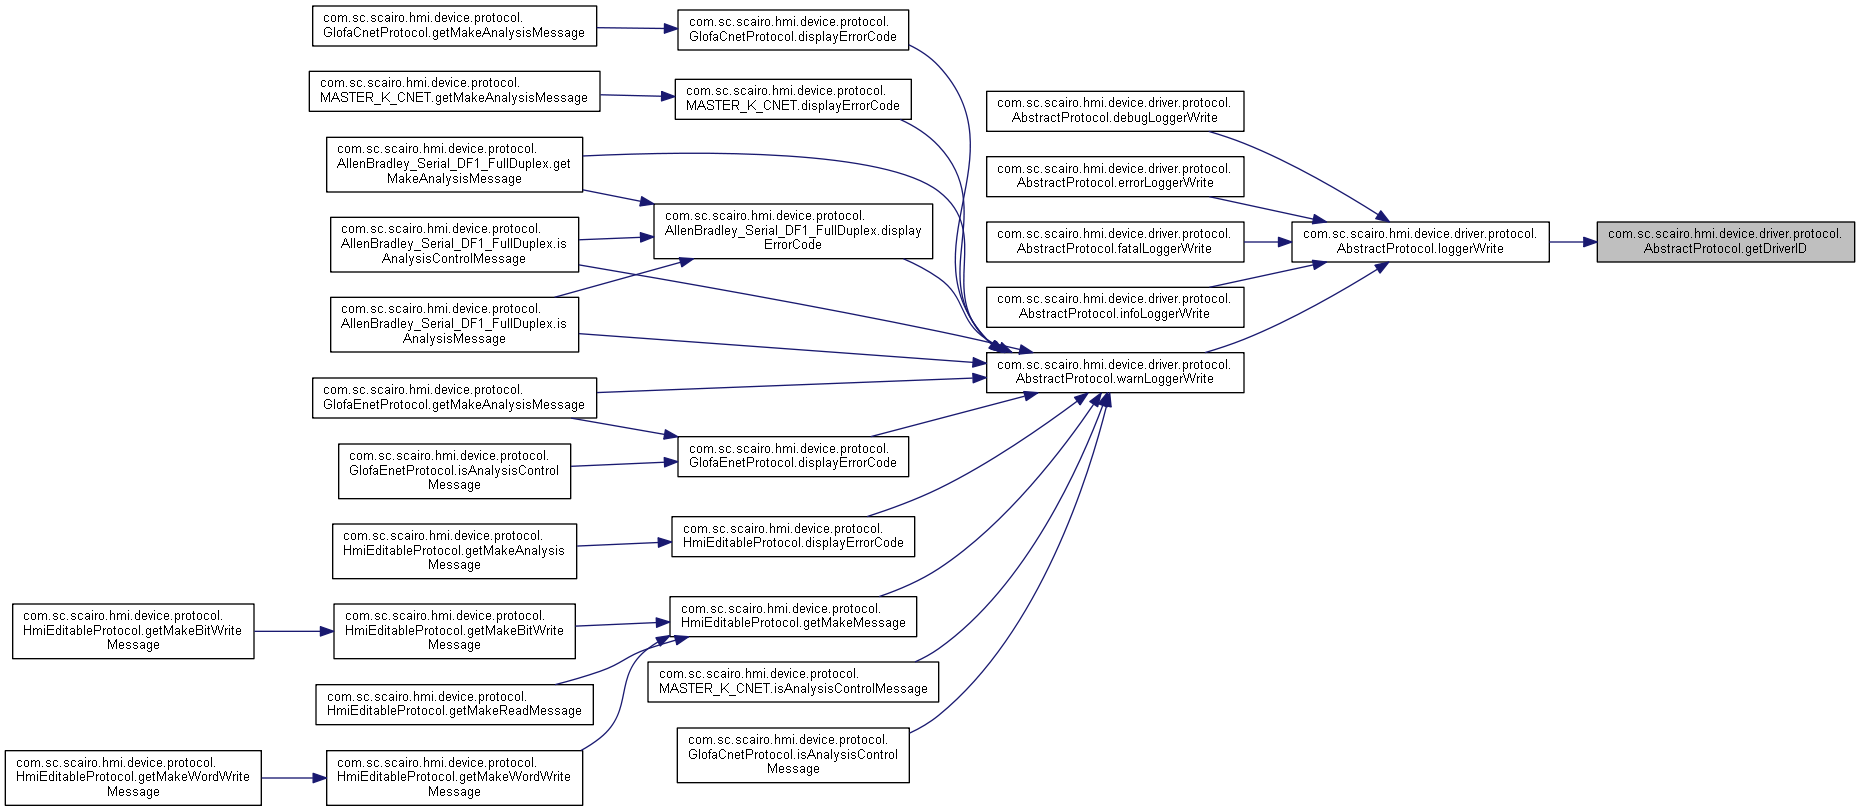 com.sc.scairo.hmi.device.protocol.
GlofaCnetProtocol.getMakeAnalysisMessage
com.sc.scairo.hmi.device.protocol.
MASTER_K_CNET.getMakeAnalysisMessage
com.sc.scairo.hmi.device.protocol.
AllenBradley_Serial_DF1_FullDuplex.get
MakeAnalysisMessage
com.sc.scairo.hmi.device.protocol.
AllenBradley_Serial_DF1_FullDuplex.is
AnalysisControlMessage
com.sc.scairo.hmi.device.protocol.
AllenBradley_Serial_DF1_FullDuplex.is
AnalysisMessage
com.sc.scairo.hmi.device.protocol.
GlofaEnetProtocol.getMakeAnalysisMessage
com.sc.scairo.hmi.device.protocol.
GlofaEnetProtocol.isAnalysisControl
Message
com.sc.scairo.hmi.device.protocol.
HmiEditableProtocol.getMakeAnalysis
Message
com.sc.scairo.hmi.device.protocol.
HmiEditableProtocol.getMakeBitWrite
Message
com.sc.scairo.hmi.device.protocol.
HmiEditableProtocol.getMakeBitWrite
Message
com.sc.scairo.hmi.device.protocol.
HmiEditableProtocol.getMakeReadMessage
com.sc.scairo.hmi.device.protocol.
HmiEditableProtocol.getMakeWordWrite
Message
com.sc.scairo.hmi.device.protocol.
HmiEditableProtocol.getMakeWordWrite
Message
com.sc.scairo.hmi.device.protocol.
GlofaCnetProtocol.displayErrorCode
com.sc.scairo.hmi.device.protocol.
MASTER_K_CNET.displayErrorCode
com.sc.scairo.hmi.device.protocol.
AllenBradley_Serial_DF1_FullDuplex.display
ErrorCode
com.sc.scairo.hmi.device.protocol.
GlofaEnetProtocol.displayErrorCode
com.sc.scairo.hmi.device.protocol.
HmiEditableProtocol.displayErrorCode
com.sc.scairo.hmi.device.protocol.
HmiEditableProtocol.getMakeMessage
com.sc.scairo.hmi.device.protocol.
MASTER_K_CNET.isAnalysisControlMessage
com.sc.scairo.hmi.device.protocol.
GlofaCnetProtocol.isAnalysisControl
Message
com.sc.scairo.hmi.device.driver.protocol.
AbstractProtocol.debugLoggerWrite
com.sc.scairo.hmi.device.driver.protocol.
AbstractProtocol.errorLoggerWrite
com.sc.scairo.hmi.device.driver.protocol.
AbstractProtocol.fatalLoggerWrite
com.sc.scairo.hmi.device.driver.protocol.
AbstractProtocol.infoLoggerWrite
com.sc.scairo.hmi.device.driver.protocol.
AbstractProtocol.warnLoggerWrite
com.sc.scairo.hmi.device.driver.protocol.
AbstractProtocol.loggerWrite
com.sc.scairo.hmi.device.driver.protocol.
AbstractProtocol.getDriverID